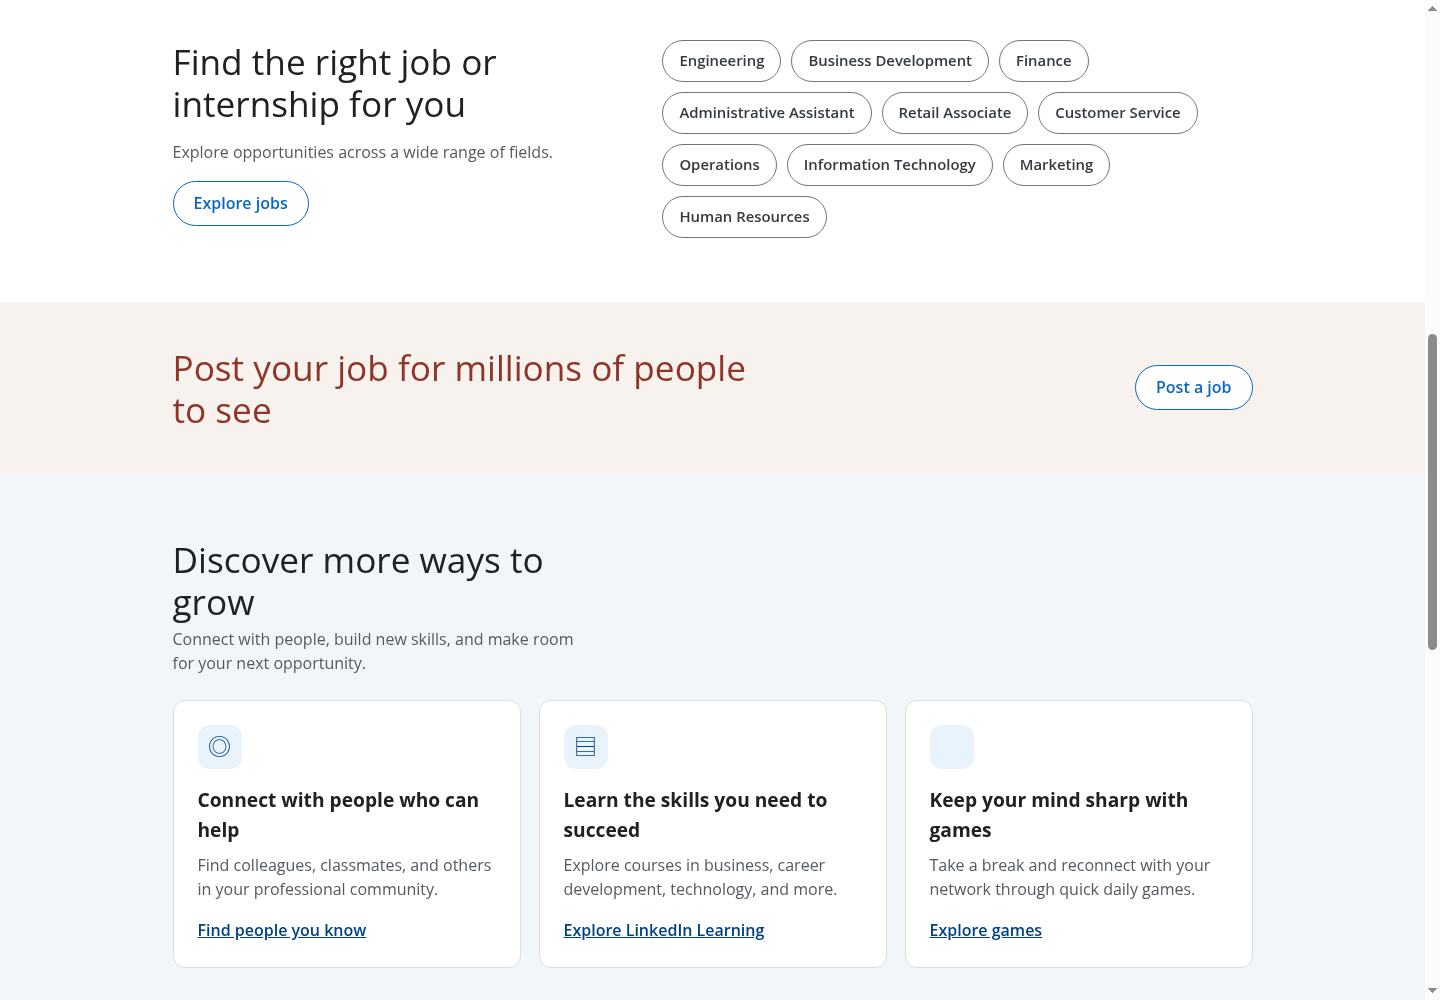 Find the right job or
internship for you
Explore opportunities across a wide range of fields.
Explore jobs
Engineering
Business Development
Finance
Administrative Assistant
Retail Associate
Customer Service
Operations
Information Technology
Marketing
Human Resources
Post your job for millions of people
to see
Post a job
Discover more ways to
grow
Connect with people, build new skills, and make room
for your next opportunity.
Connect with people who can
help
Find colleagues, classmates, and others
in your professional community.
Find people you know
Learn the skills you need to
succeed
Explore courses in business, career
development, technology, and more.
Explore LinkedIn Learning
Keep your mind sharp with
games
Take a break and reconnect with your
network through quick daily games.
Explore games